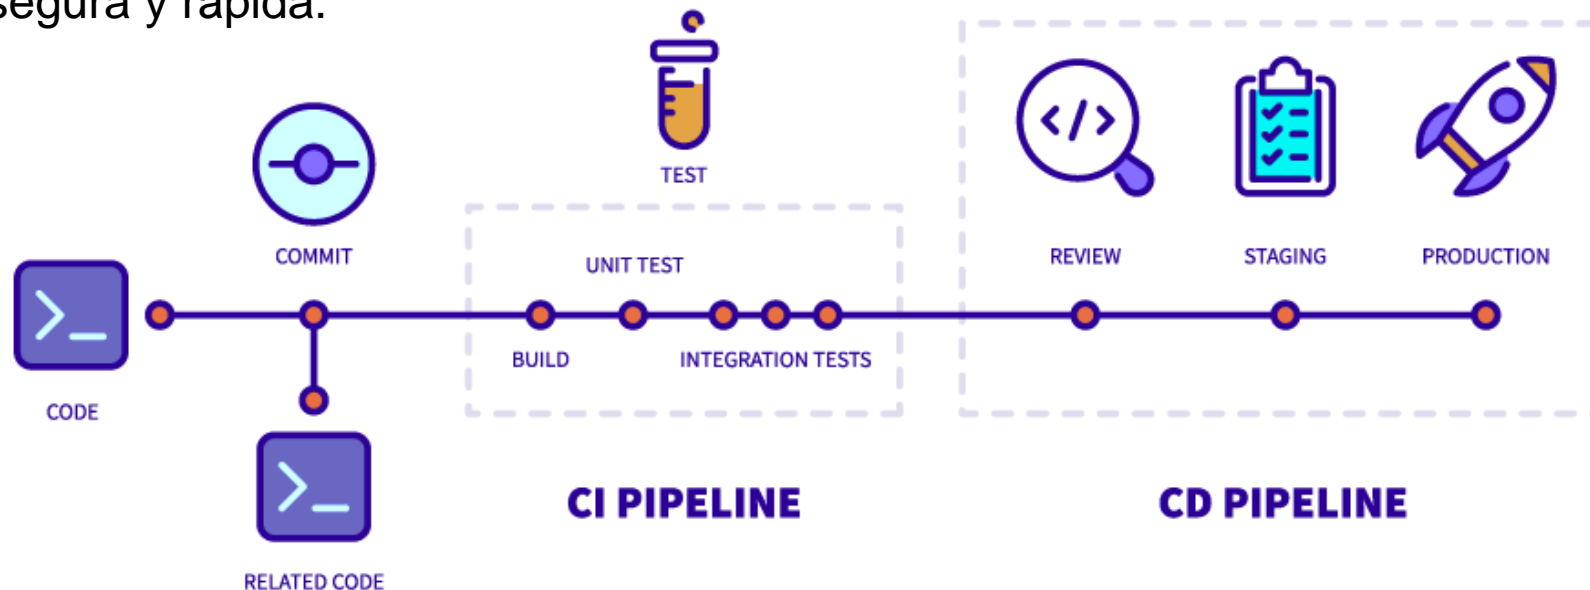 segura y rápida.
TEST
COMMIT
REVIEW
STAGING
PRODUCTION
UNIT TEST
BUILD
INTEGRATION TESTS
CODE
CI PIPELINE
CD PIPELINE
RELATED CODE